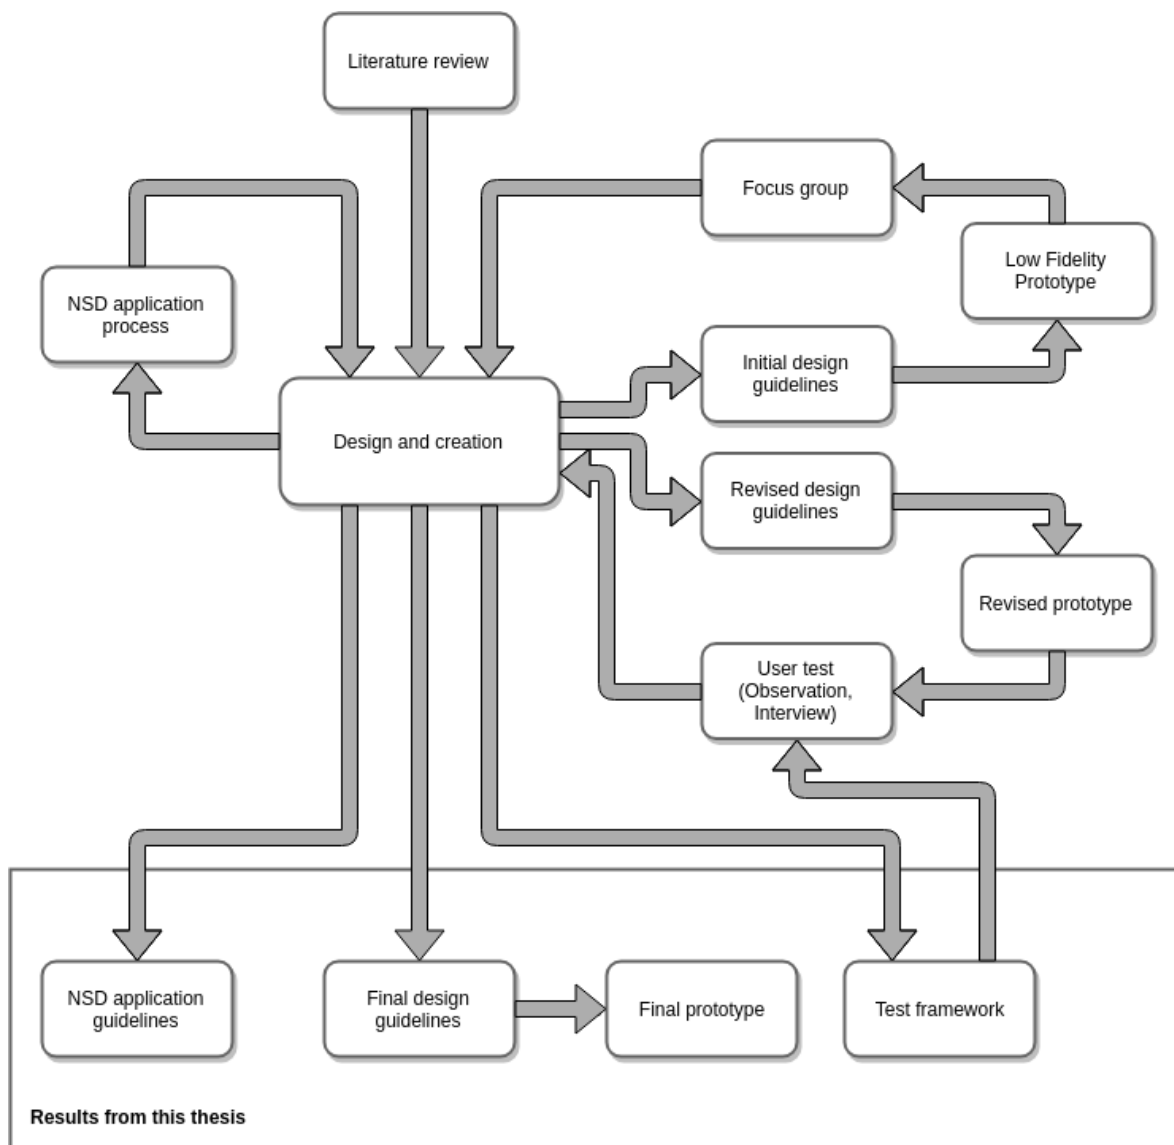 Literature review
Focus group
Low Fidelity
Prototype
NSD application
process
Initial design
guidelines
Design and creation
Revised design
guidelines
Revised prototype
User test
(Observation,
Interview)
NSD application
guidelines
Final design
guidelines
Final prototype
Test framework
Results from this thesis